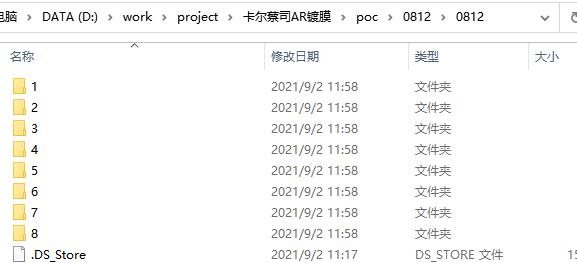 电脑 > DATA (D:) > work > project > 卡尔蔡司AR镀膜 > poc > 0812 > 0812
名称 修改日期 类型 大小
1 2021/9/2 11:58 文件夹
2 2021/9/2 11:58 文件夹
3 2021/9/2 11:58 文件夹
4 2021/9/2 11:58 文件夹
5 2021/9/2 11:58 文件夹
6 2021/9/2 11:58 文件夹
7 2021/9/2 11:58 文件夹
8 2021/9/2 11:58 文件夹
.DS_Store 2021/9/2 11:17 DS_STORE 文件